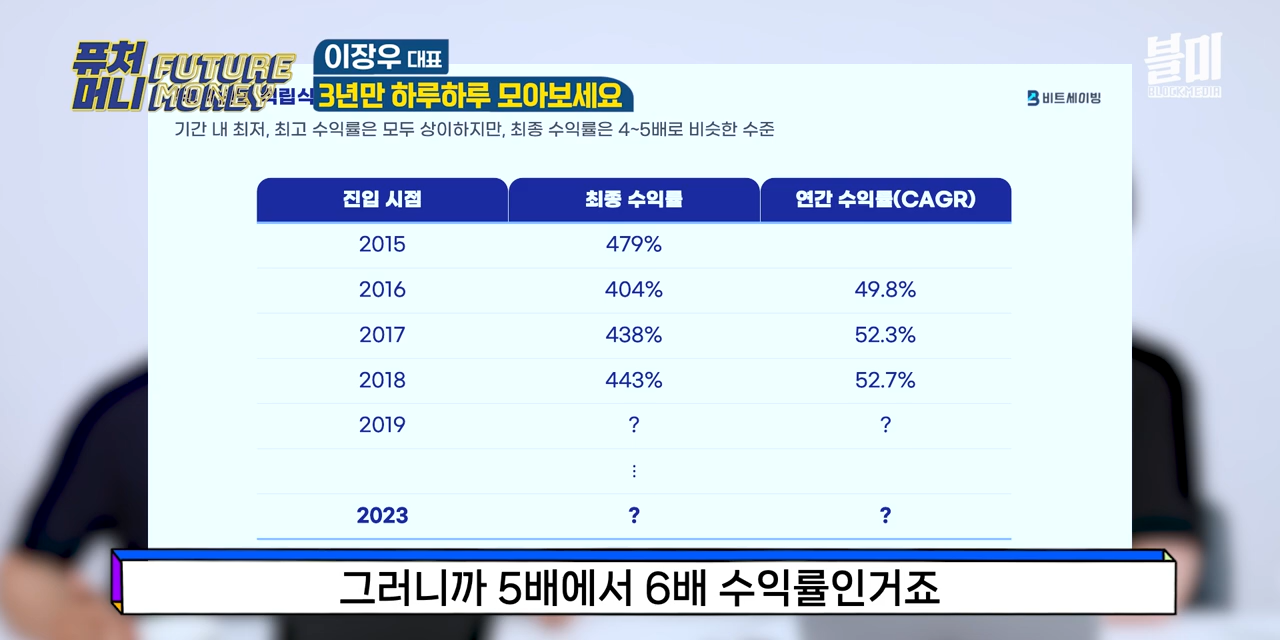 퓨처
머니
FUTURE
MONEY
이장우 대표
3년만 하루하루 모아보세요
불미
BLOCKMEDIA
비트세이빙
기간 내 최저, 최고 수익률은 모두 상이하지만, 최종 수익률은 4~5배로 비슷한 수준
진입 시점 최종 수익률 연간 수익률(CAGR)
2015 479%
2016 404% 49.8%
2017 438% 52.3%
2018 443% 52.7%
2019 ? ?
⋮
2023 ? ?
그러니까 5배에서 6배 수익률인거죠